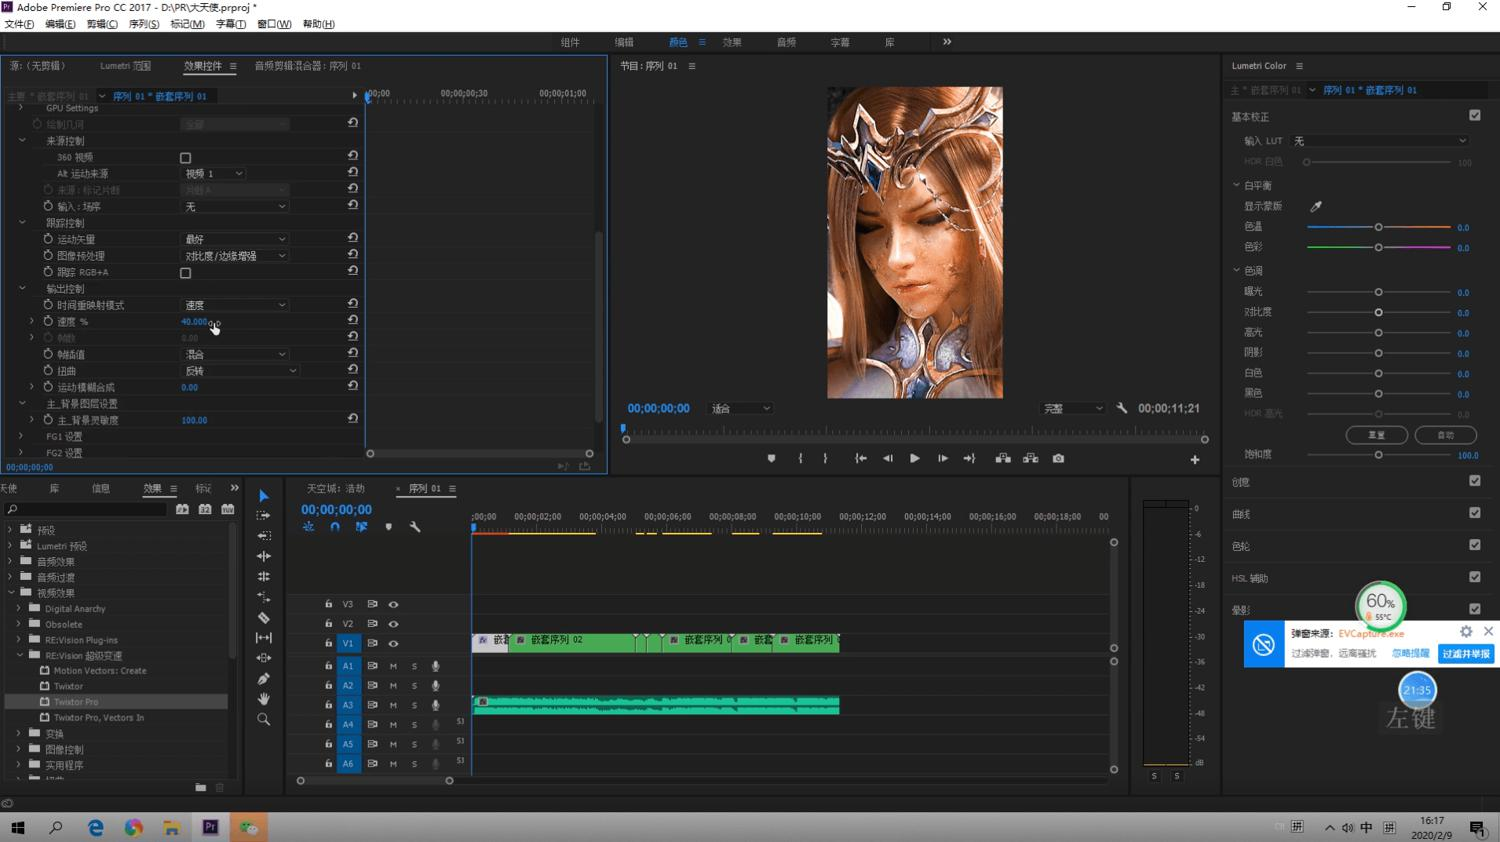 Adobe Premiere Pro CC 2017 - D:\PR\大天使.prproj *
文件(F) 编辑(E) 剪辑(C) 序列(S) 标记(M) 字幕(T) 窗口(W) 帮助(H)
组件 编辑 颜色 效果 音频 字幕 库
源:（无剪辑） Lumetri 范围 效果控件 音频剪辑混合器: 序列 01
主要 * 嵌套序列 01 序列 01 * 嵌套序列 01
:00;00 00;00;00;30 00;00;01;00
GPU Settings
绘制几何 全部
来源控制
360 视频
Alt 运动来源 视频 1
来源: 标记片断 片断 A
输入: 场序 无
跟踪控制
运动矢量 最好
图像预处理 对比度/边缘增强
跟踪 RGB+A
输出控制
时间重映射模式 速度
速度 % 40.000
帧数 0.00
帧插值 混合
扭曲 反转
运动模糊合成 0.00
主_背景图层设置
主_背景灵敏度 100.00
FG1 设置
FG2 设置
00;00;00;00
节目: 序列 01
00;00;00;00 适合 完整 00;00;11;21
Lumetri Color
主 * 嵌套序列 01 序列 01 * 嵌套序列 01
基本校正
输入 LUT 无
HDR 白色 100
白平衡
显示蒙版
色温 0.0
色彩 0.0
色调
曝光 0.0
对比度 0.0
高光 0.0
阴影 0.0
白色 0.0
黑色 0.0
HDR 高光
重置 自动
饱和度 100.0
创意
曲线
色轮
HSL 辅助
晕影
60%
55°C
弹窗来源: EVCapture.exe
过滤弹窗，远离骚扰 忽略提醒 过滤并举报
21:35
左键
天使 库 信息 效果 标记
预设
Lumetri 预设
音频效果
音频过渡
视频效果
Digital Anarchy
Obsolete
RE:Vision Plug-ins
RE:Vision 超级变速
Motion Vectors: Create
Twixtor
Twixtor Pro
Twixtor Pro, Vectors In
变换
图像控制
实用程序
天空城: 浩劫 × 序列 01
00;00;00;00
;00;00 00;00;02;00 00;00;04;00 00;00;06;00 00;00;08;00 00;00;10;00 00;00;12;00 00;00;14;00 00;00;16;00 00;00;18;00 00
V3
V2
V1 嵌套 嵌套序列 02 嵌套序列 0 嵌套 嵌套序列
A1 M S
A2 M S
A3 M S
A4 M S 5.1
A5 M S 5.1
A6 M S 5.1
0
-6
-12
-18
-24
-30
-36
-42
-48
-54
dB
S S
中 拼
16:17
2020/2/9